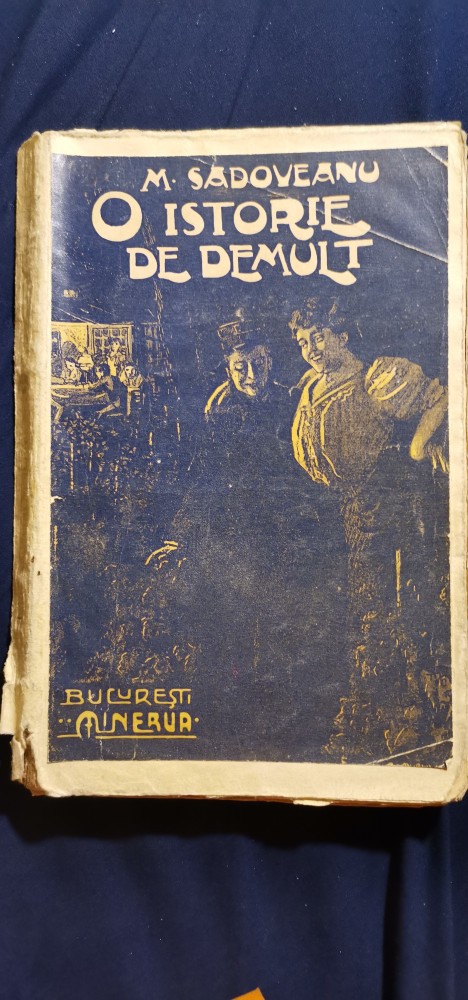 M. SADOVEANU
O ISTORIE
DE DEMULT
BUCUREȘTI
MINERVA